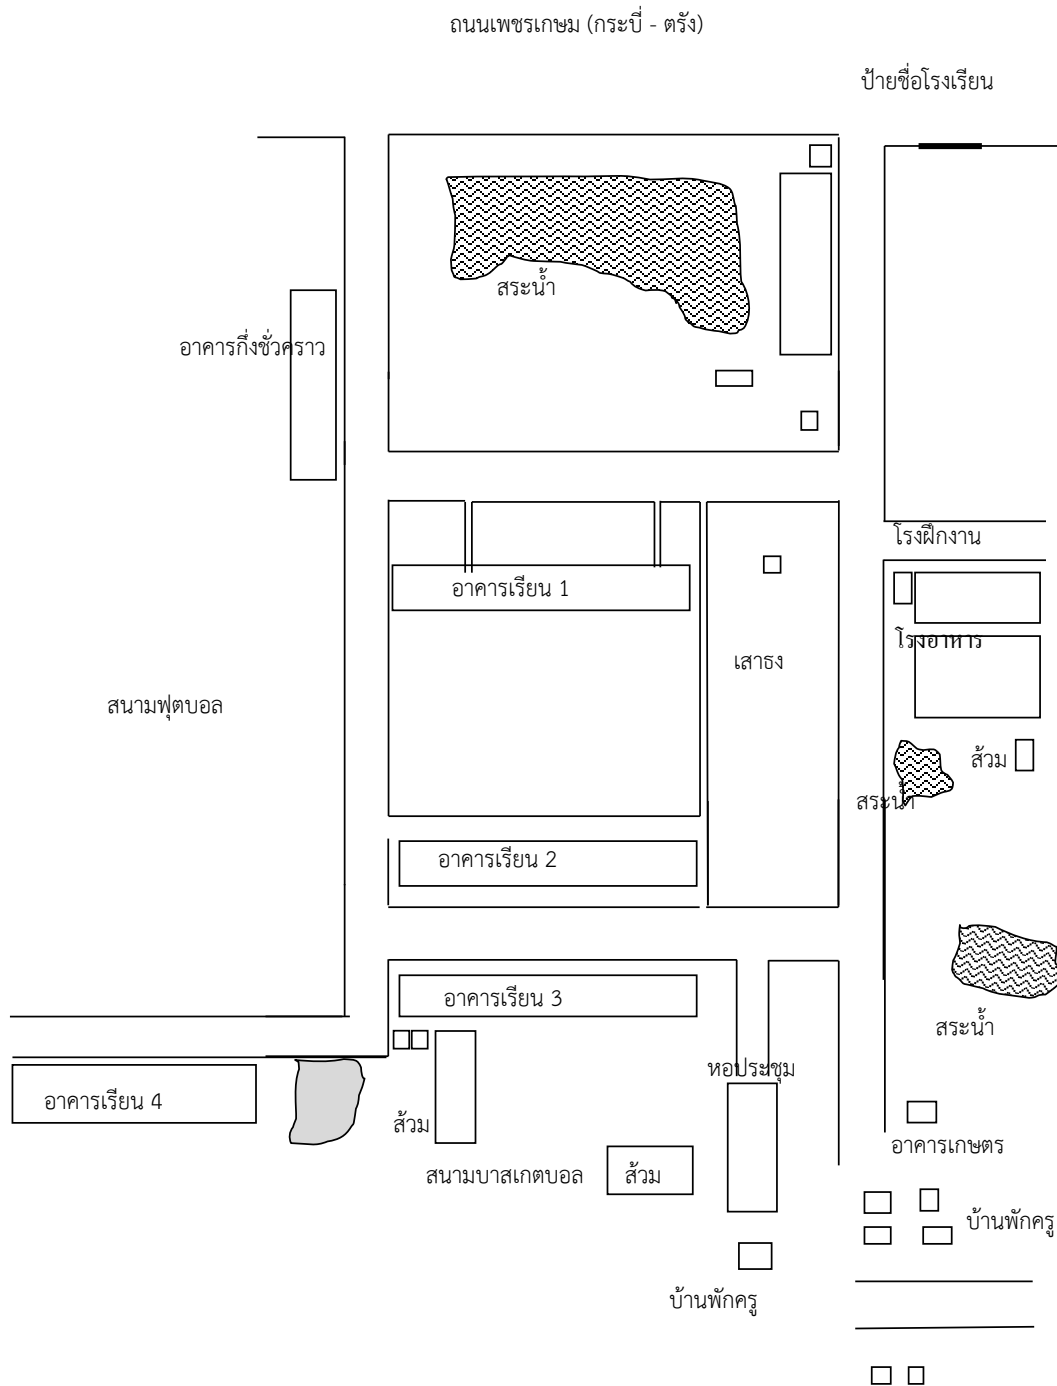 ถนนเพชรเกษม (กระบี่ - ตรัง)
ป้ายชื่อโรงเรียน
สระน้ำ
อาคารกึ่งชั่วคราว
โรงฝึกงาน
อาคารเรียน 1
โรงอาหาร
เสาธง
สนามฟุตบอล
ส้วม
สระน้ำ
อาคารเรียน 2
อาคารเรียน 3
สระน้ำ
หอประชุม
อาคารเรียน 4
ส้วม
อาคารเกษตร
สนามบาสเกตบอล
ส้วม
บ้านพักครู
บ้านพักครู